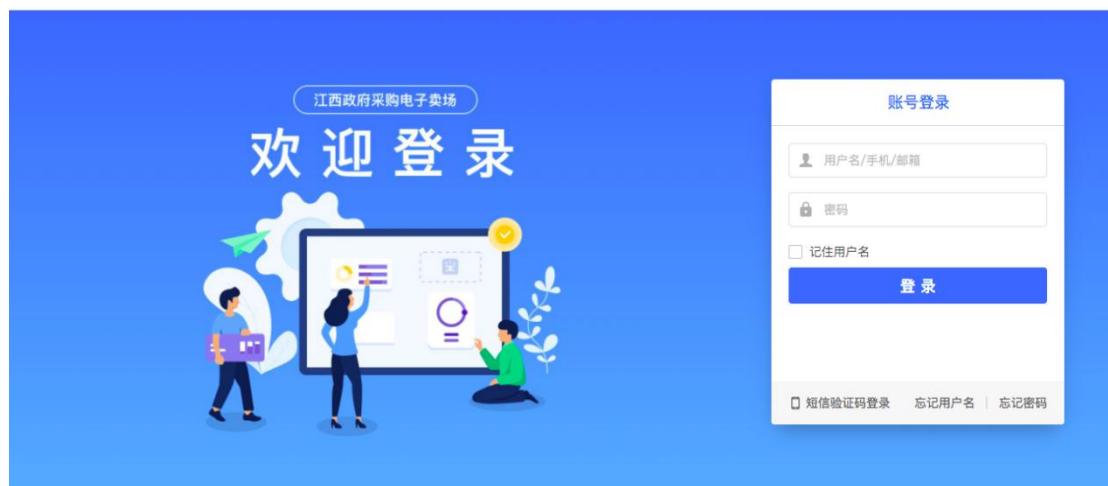 江西政府采购电子卖场
欢迎登录
账号登录
用户名/手机/邮箱
密码
记住用户名
登录
短信验证码登录 忘记用户名 | 忘记密码